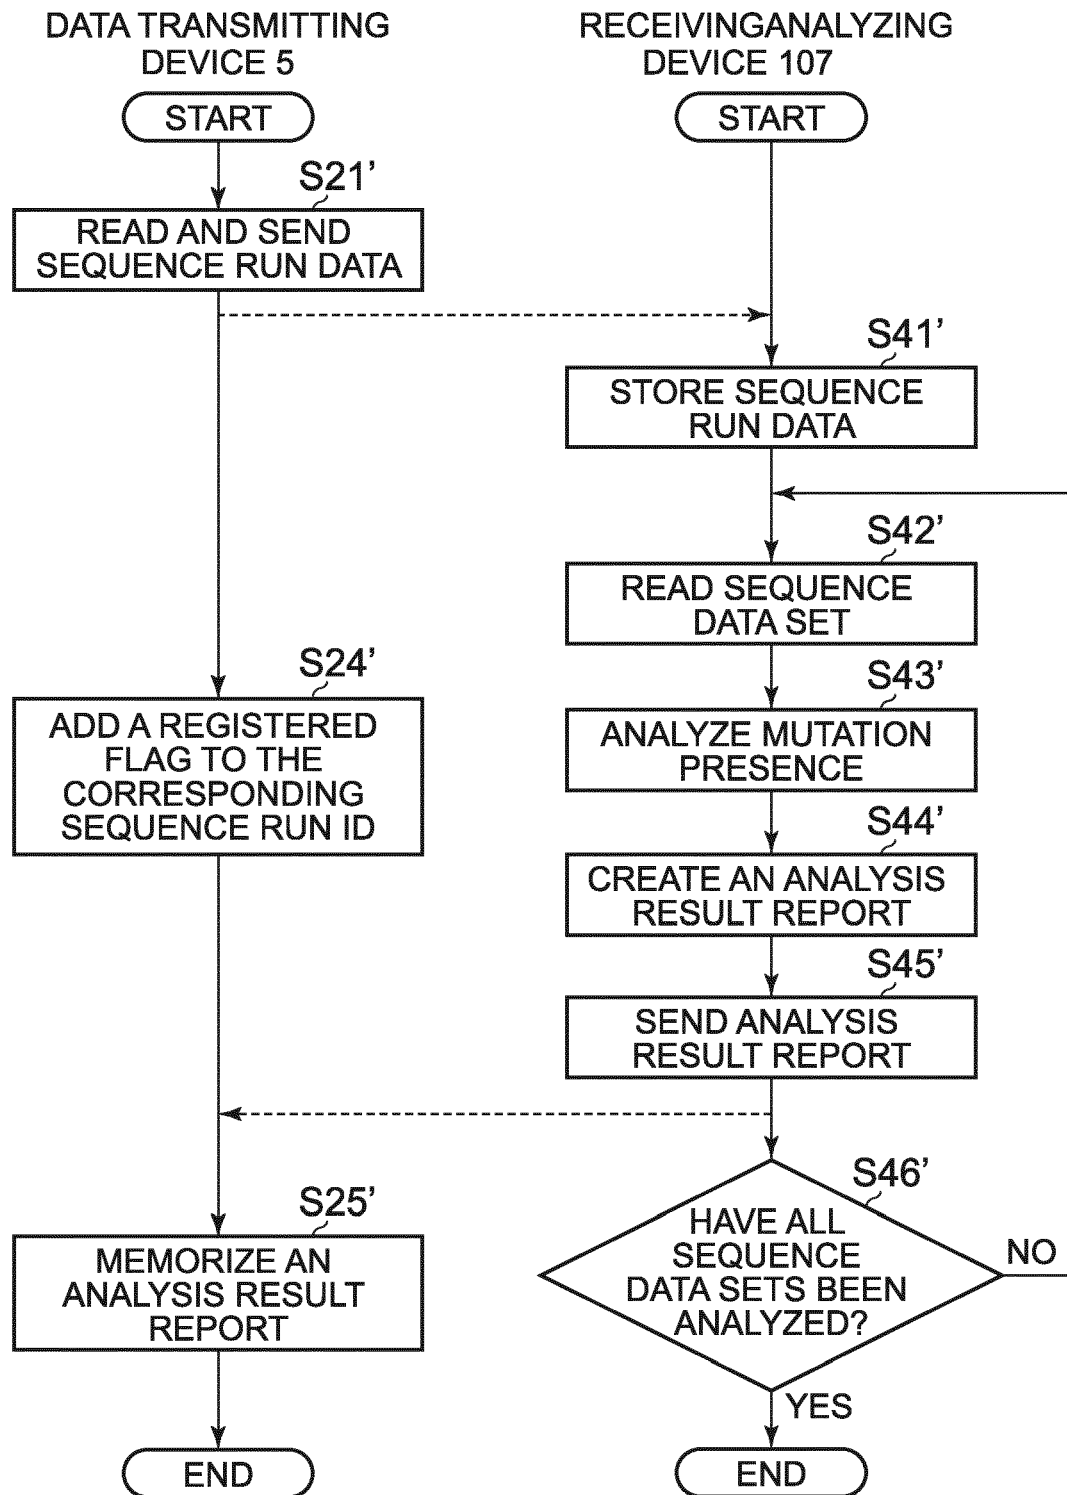 DATA TRANSMITTING
DEVICE 5
START
S21’
READ AND SEND
SEQUENCE RUN DATA
S24’
ADD A REGISTERED
FLAG TO THE
CORRESPONDING
SEQUENCE RUN ID
S25’
MEMORIZE AN
ANALYSIS RESULT
REPORT
END
RECEIVINGANALYZING
DEVICE 107
START
S41’
STORE SEQUENCE
RUN DATA
S42’
READ SEQUENCE
DATA SET
S43’
ANALYZE MUTATION
PRESENCE
S44’
CREATE AN ANALYSIS
RESULT REPORT
S45’
SEND ANALYSIS
RESULT REPORT
S46’
HAVE ALL
SEQUENCE
DATA SETS BEEN
ANALYZED?
NO
YES
END